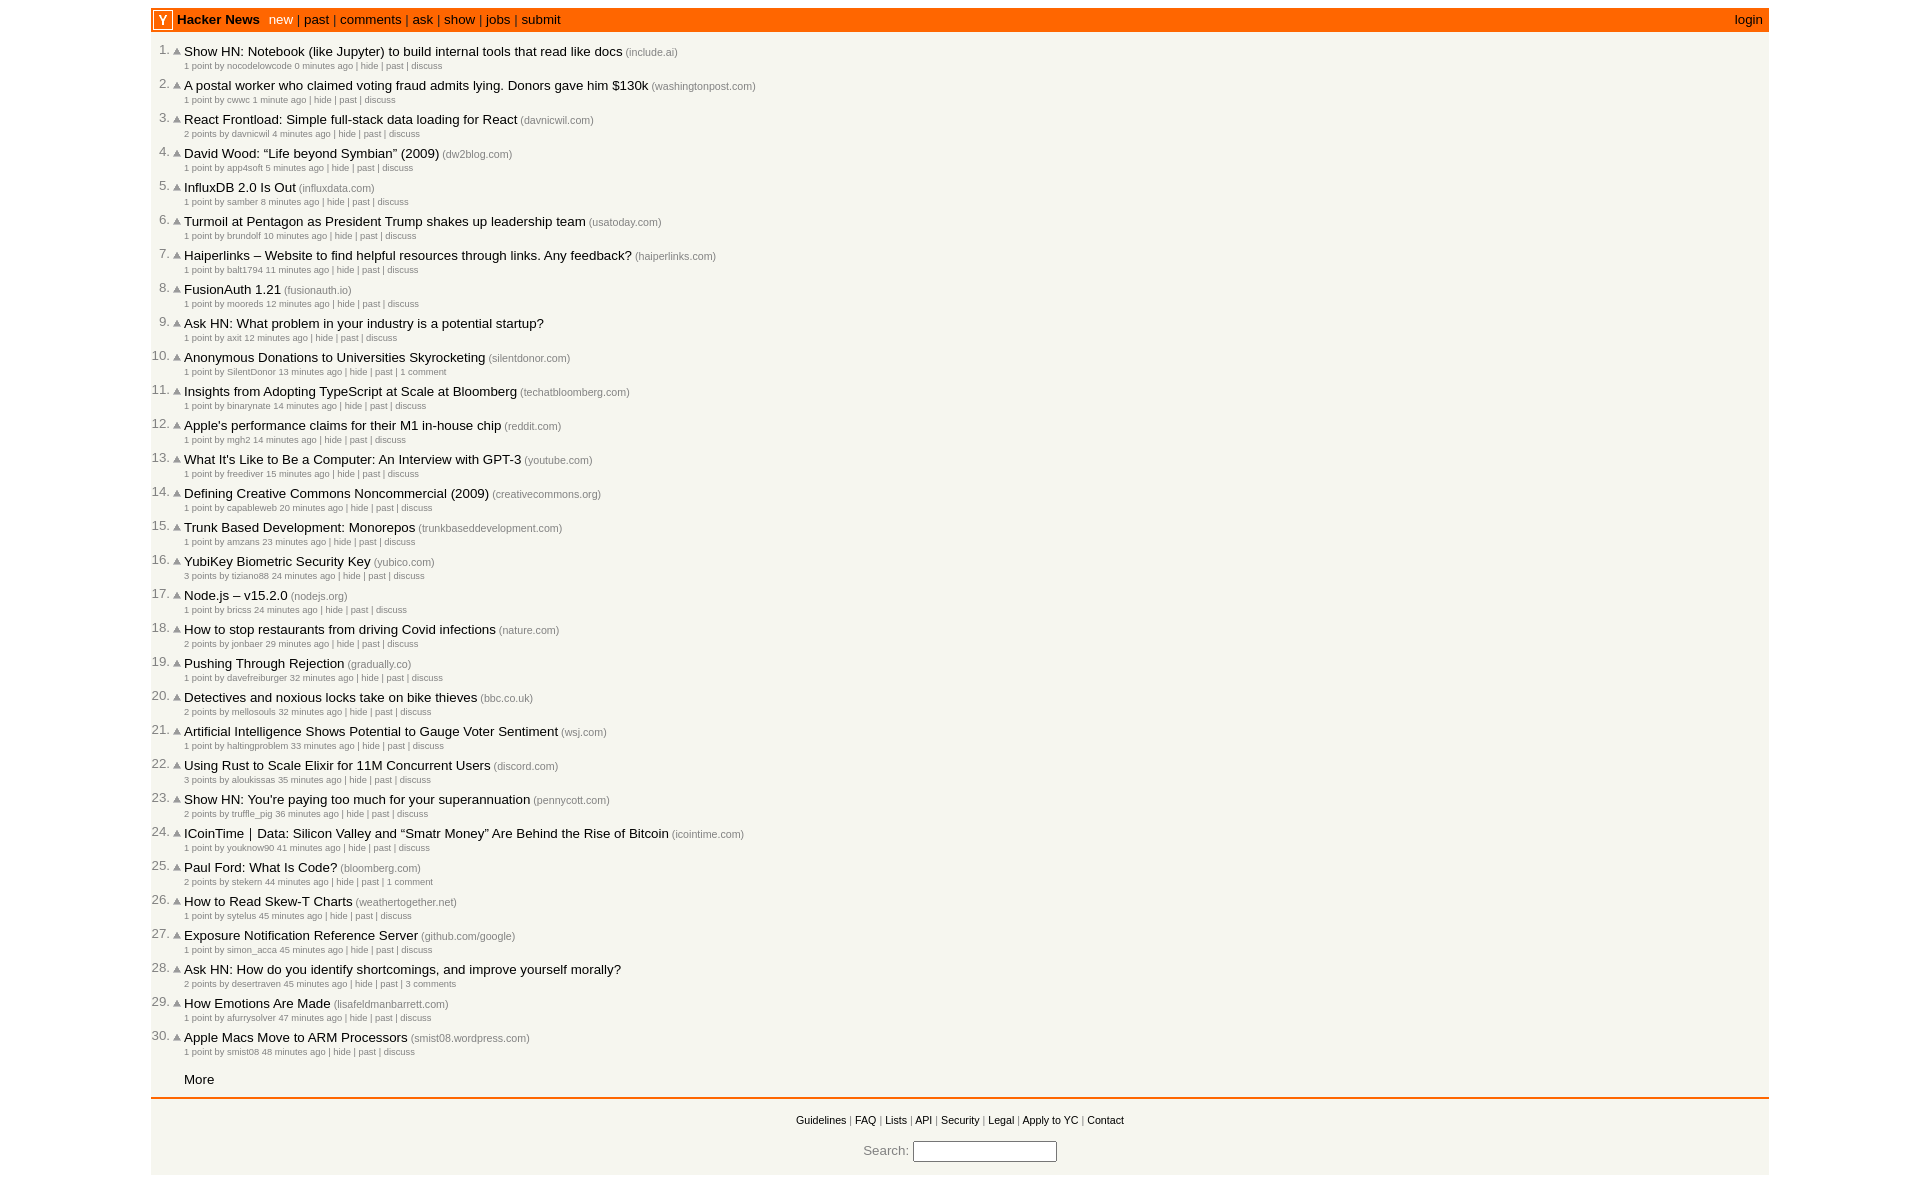 Y Hacker News new | past | comments | ask | show | jobs | submit login
1. Show HN: Notebook (like Jupyter) to build internal tools that read like docs (include.ai)
1 point by nocodelowcode 0 minutes ago | hide | past | discuss
2. A postal worker who claimed voting fraud admits lying. Donors gave him $130k (washingtonpost.com)
1 point by cwwc 1 minute ago | hide | past | discuss
3. React Frontload: Simple full-stack data loading for React (davnicwil.com)
2 points by davnicwil 4 minutes ago | hide | past | discuss
4. David Wood: “Life beyond Symbian” (2009) (dw2blog.com)
1 point by app4soft 5 minutes ago | hide | past | discuss
5. InfluxDB 2.0 Is Out (influxdata.com)
1 point by samber 8 minutes ago | hide | past | discuss
6. Turmoil at Pentagon as President Trump shakes up leadership team (usatoday.com)
1 point by brundolf 10 minutes ago | hide | past | discuss
7. Haiperlinks – Website to find helpful resources through links. Any feedback? (haiperlinks.com)
1 point by balt1794 11 minutes ago | hide | past | discuss
8. FusionAuth 1.21 (fusionauth.io)
1 point by mooreds 12 minutes ago | hide | past | discuss
9. Ask HN: What problem in your industry is a potential startup?
1 point by axit 12 minutes ago | hide | past | discuss
10. Anonymous Donations to Universities Skyrocketing (silentdonor.com)
1 point by SilentDonor 13 minutes ago | hide | past | 1 comment
11. Insights from Adopting TypeScript at Scale at Bloomberg (techatbloomberg.com)
1 point by binarynate 14 minutes ago | hide | past | discuss
12. Apple's performance claims for their M1 in-house chip (reddit.com)
1 point by mgh2 14 minutes ago | hide | past | discuss
13. What It's Like to Be a Computer: An Interview with GPT-3 (youtube.com)
1 point by freediver 15 minutes ago | hide | past | discuss
14. Defining Creative Commons Noncommercial (2009) (creativecommons.org)
1 point by capableweb 20 minutes ago | hide | past | discuss
15. Trunk Based Development: Monorepos (trunkbaseddevelopment.com)
1 point by amzans 23 minutes ago | hide | past | discuss
16. YubiKey Biometric Security Key (yubico.com)
3 points by tiziano88 24 minutes ago | hide | past | discuss
17. Node.js – v15.2.0 (nodejs.org)
1 point by bricss 24 minutes ago | hide | past | discuss
18. How to stop restaurants from driving Covid infections (nature.com)
2 points by jonbaer 29 minutes ago | hide | past | discuss
19. Pushing Through Rejection (gradually.co)
1 point by davefreiburger 32 minutes ago | hide | past | discuss
20. Detectives and noxious locks take on bike thieves (bbc.co.uk)
2 points by mellosouls 32 minutes ago | hide | past | discuss
21. Artificial Intelligence Shows Potential to Gauge Voter Sentiment (wsj.com)
1 point by haltingproblem 33 minutes ago | hide | past | discuss
22. Using Rust to Scale Elixir for 11M Concurrent Users (discord.com)
3 points by aloukissas 35 minutes ago | hide | past | discuss
23. Show HN: You're paying too much for your superannuation (pennycott.com)
2 points by truffle_pig 36 minutes ago | hide | past | discuss
24. ICoinTime | Data: Silicon Valley and “Smatr Money” Are Behind the Rise of Bitcoin (icointime.com)
1 point by youknow90 41 minutes ago | hide | past | discuss
25. Paul Ford: What Is Code? (bloomberg.com)
2 points by stekern 44 minutes ago | hide | past | 1 comment
26. How to Read Skew-T Charts (weathertogether.net)
1 point by sytelus 45 minutes ago | hide | past | discuss
27. Exposure Notification Reference Server (github.com/google)
1 point by simon_acca 45 minutes ago | hide | past | discuss
28. Ask HN: How do you identify shortcomings, and improve yourself morally?
2 points by desertraven 45 minutes ago | hide | past | 3 comments
29. How Emotions Are Made (lisafeldmanbarrett.com)
1 point by afurrysolver 47 minutes ago | hide | past | discuss
30. Apple Macs Move to ARM Processors (smist08.wordpress.com)
1 point by smist08 48 minutes ago | hide | past | discuss
More
Guidelines | FAQ | Lists | API | Security | Legal | Apply to YC | Contact
Search: